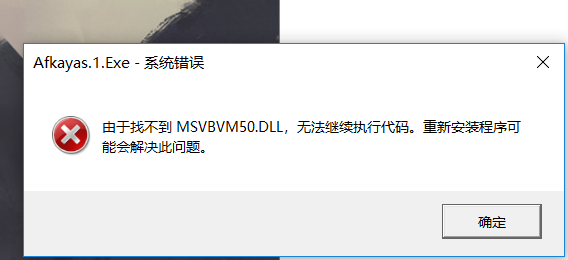 Afkayas.1.Exe - 系统错误
由于找不到 MSVBVM50.DLL，无法继续执行代码。重新安装程序可
能会解决此问题。
确定